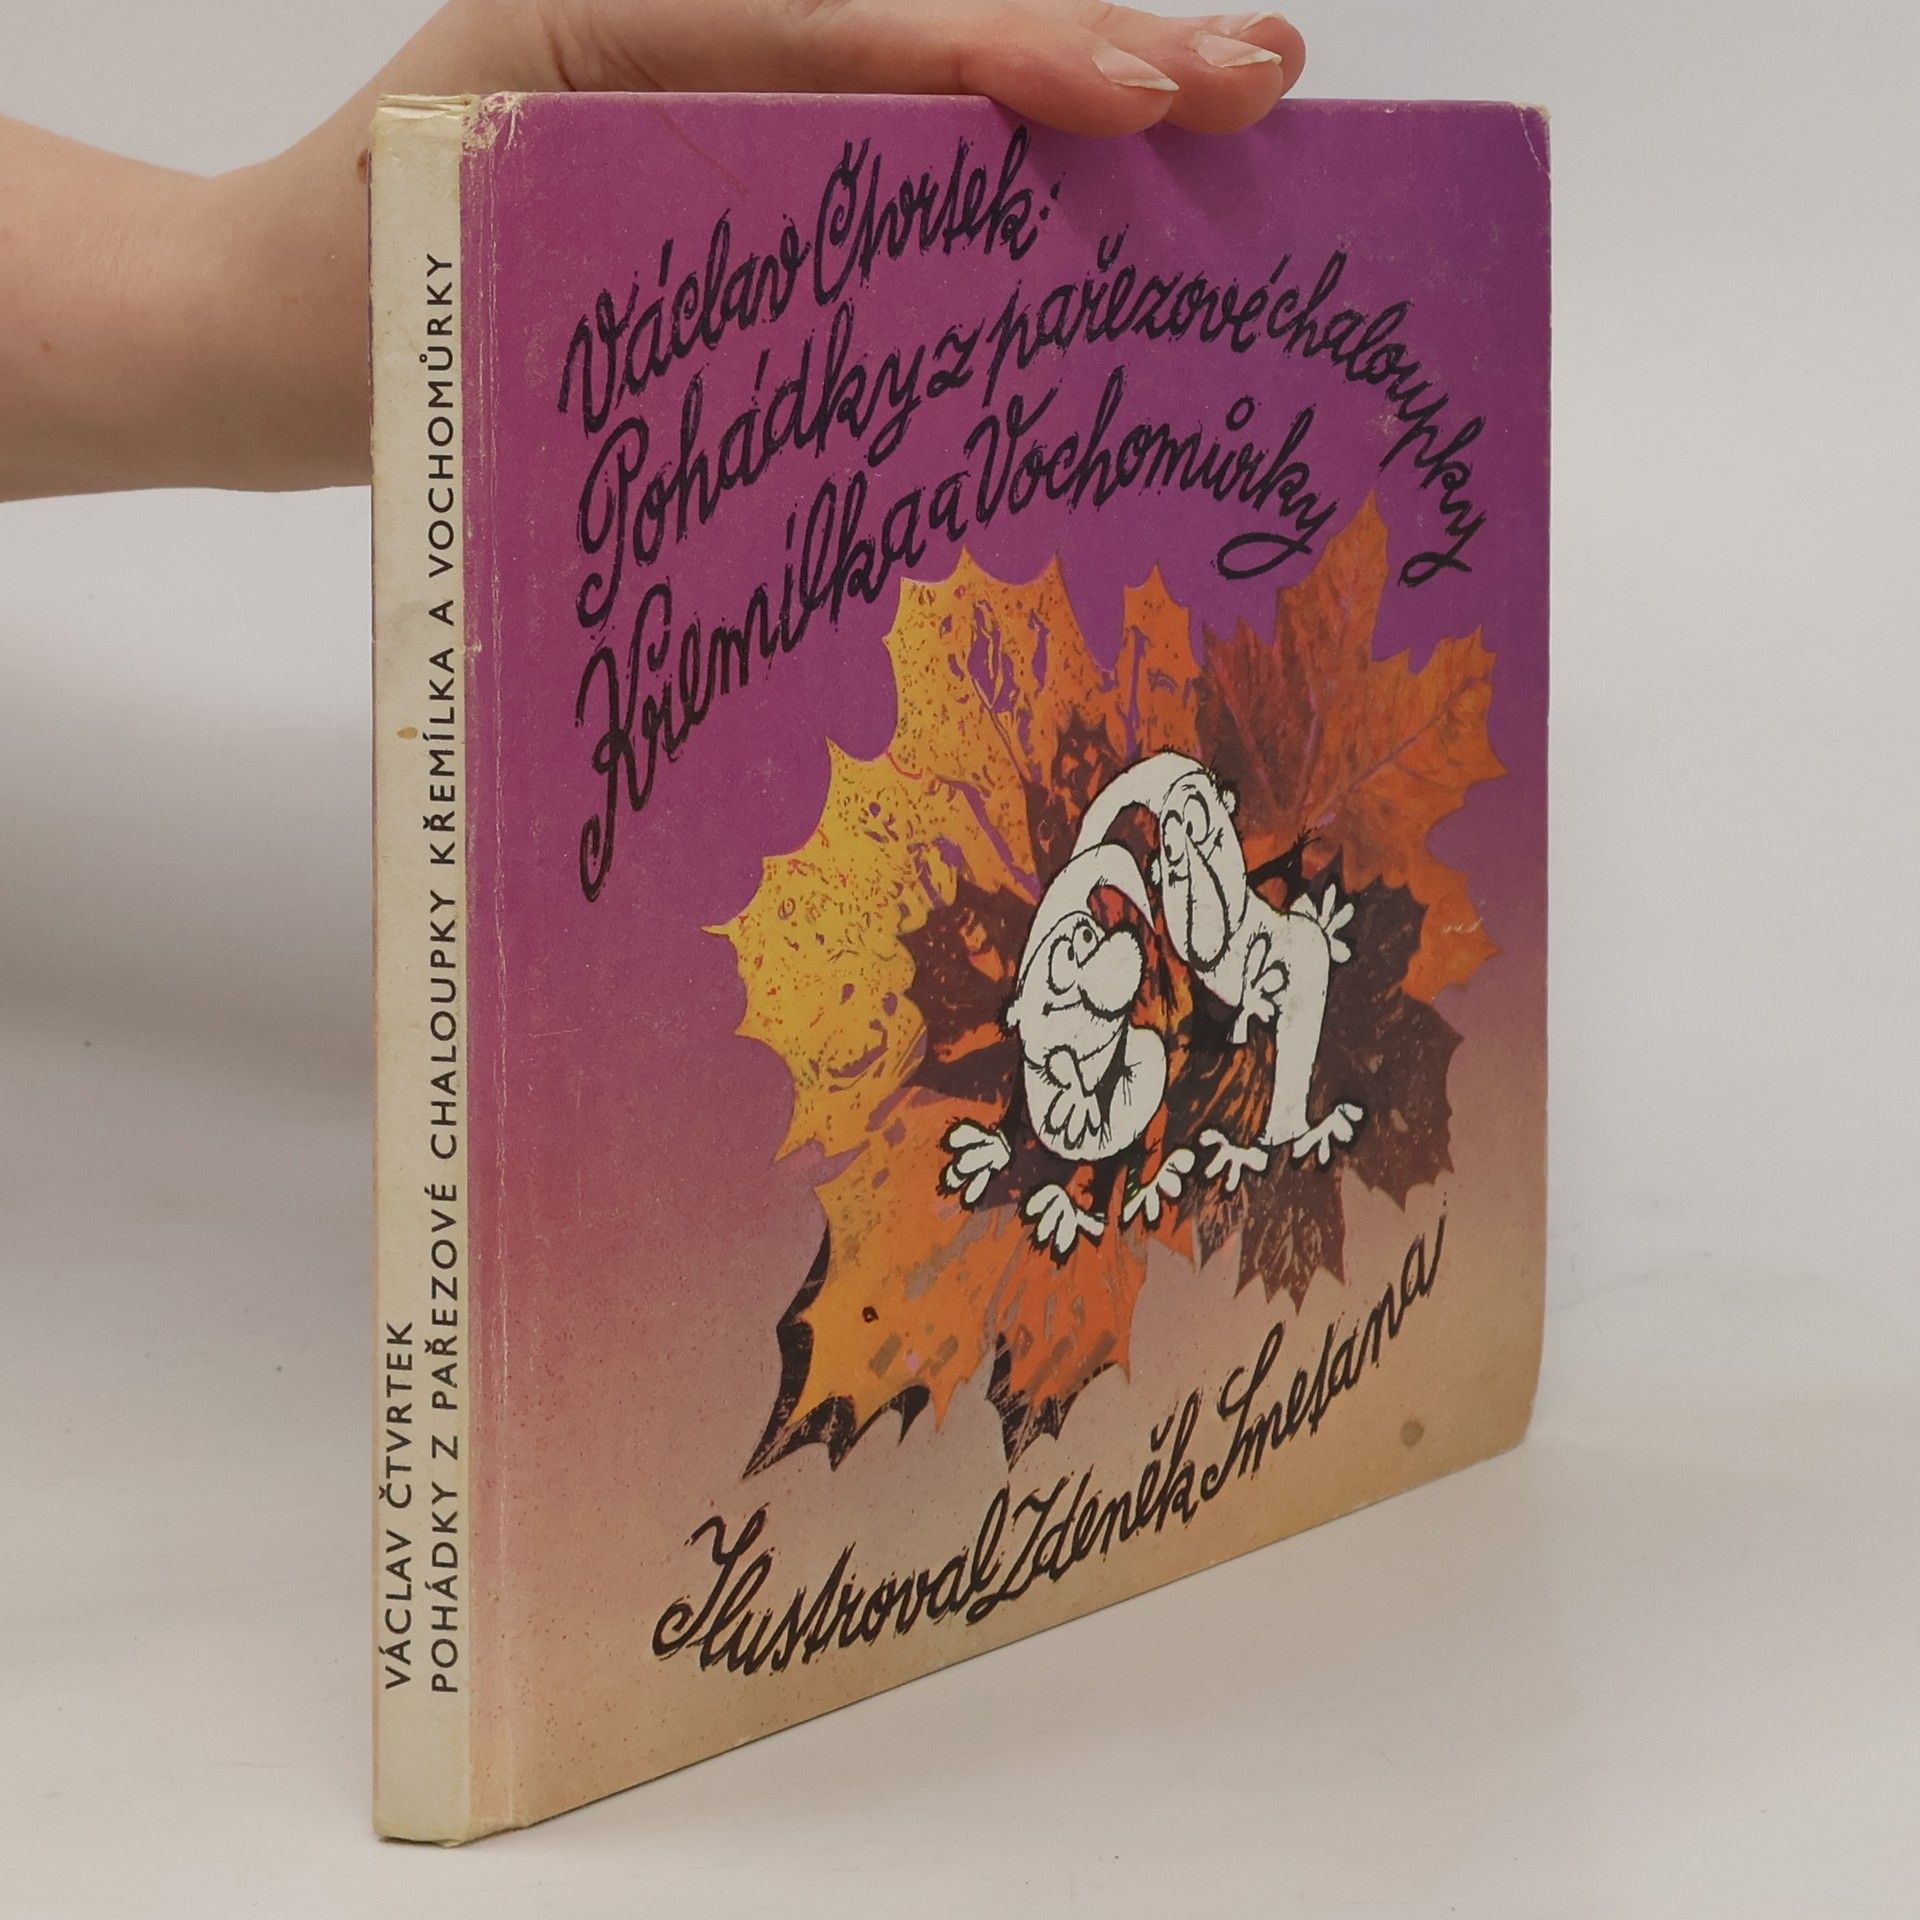 VÁCLAV ČTVRTEK
POHÁDKY Z PAŘEZOVÉ CHALOUPKY KŘEMÍLKA A VOCHOMŮRKY
Václav Čtvrtek:
Pohádky z pařezové chaloupky
Křemílka a Vochomůrky
Ilustroval Zdeněk Smetana